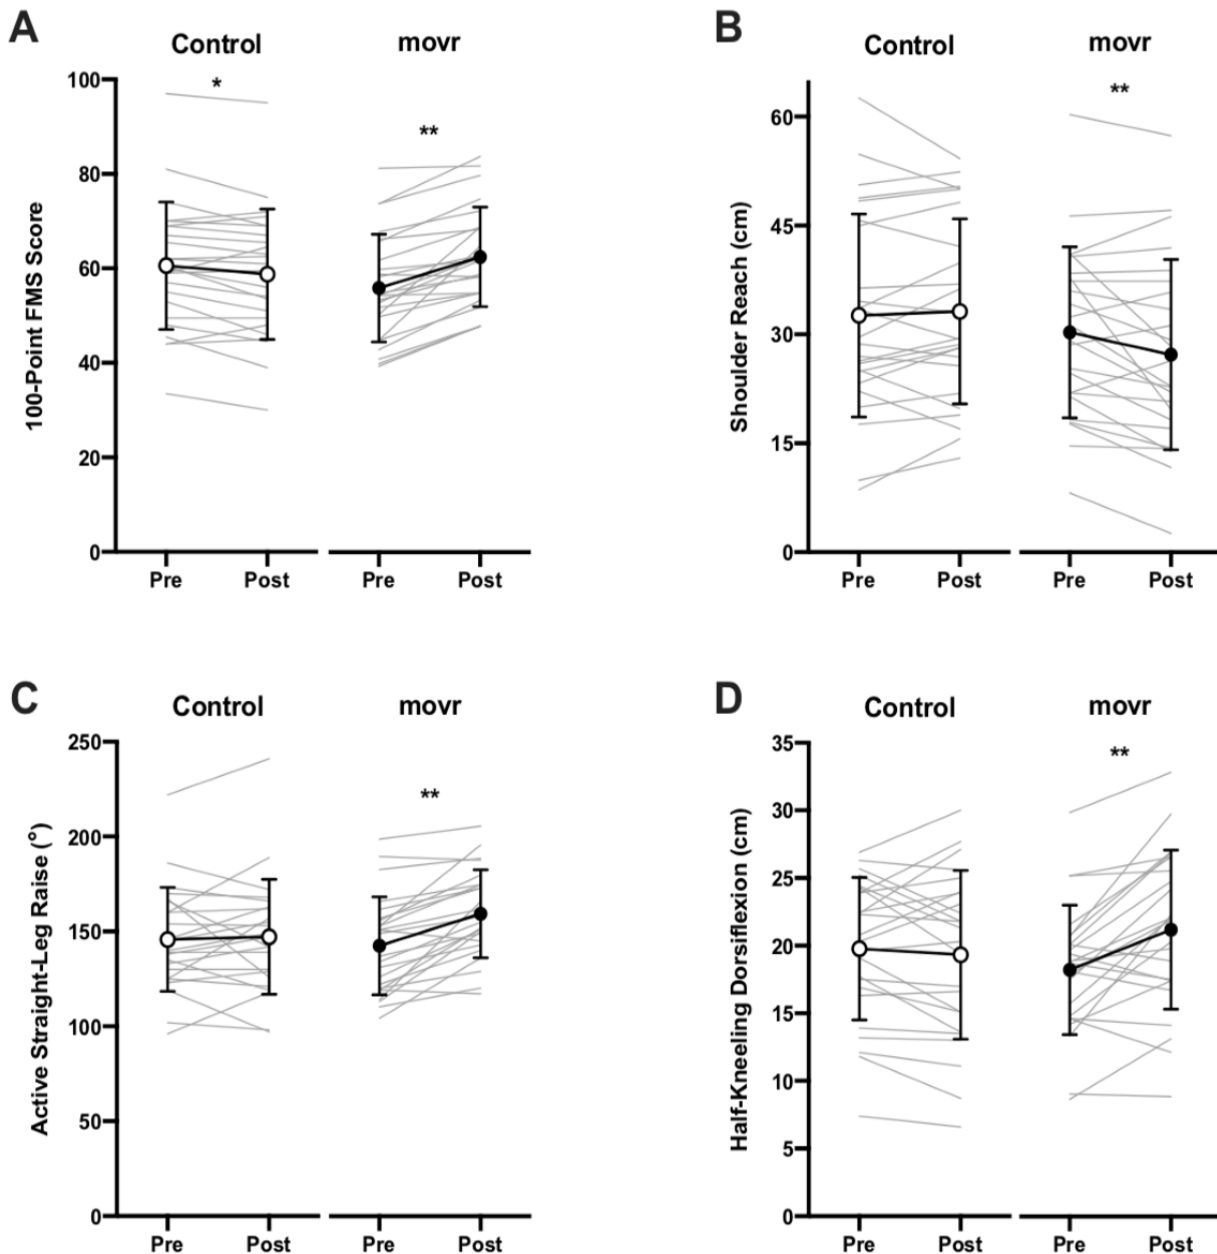 A
Control
movr
*
**
100-Point FMS Score
100
80
60
40
20
0
Pre
Post
Pre
Post
B
Control
movr
**
Shoulder Reach (cm)
60
45
30
15
0
Pre
Post
Pre
Post
C
Control
movr
**
Active Straight-Leg Raise (°)
250
200
150
100
50
0
Pre
Post
Pre
Post
D
Control
movr
**
Half-Kneeling Dorsiflexion (cm)
35
30
25
20
15
10
5
0
Pre
Post
Pre
Post